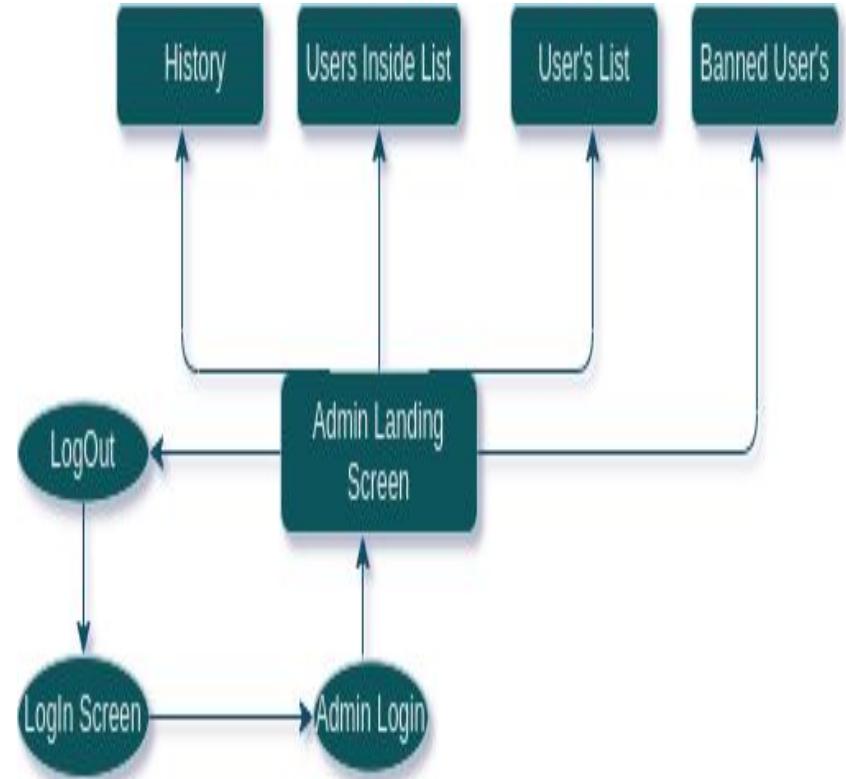 History
Users Inside List
User's List
Banned User's
Admin Landing
Screen
LogOut
LogIn Screen
Admin Login